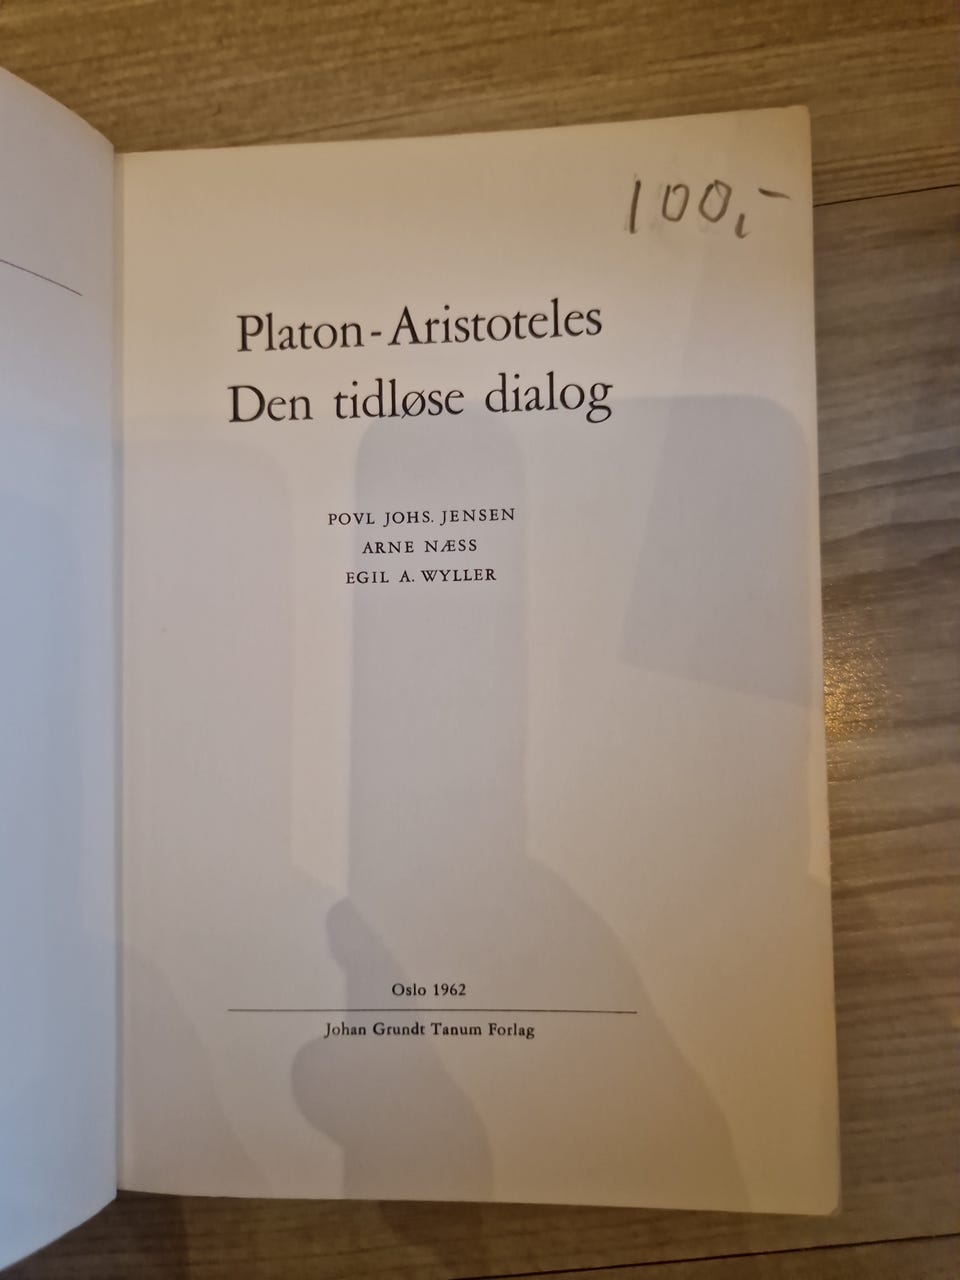 100,-
Platon-Aristoteles
Den tidløse dialog
POVL JOHS. JENSEN
ARNE NÆSS
EGIL A. WYLLER
Oslo 1962
Johan Grundt Tanum Forlag